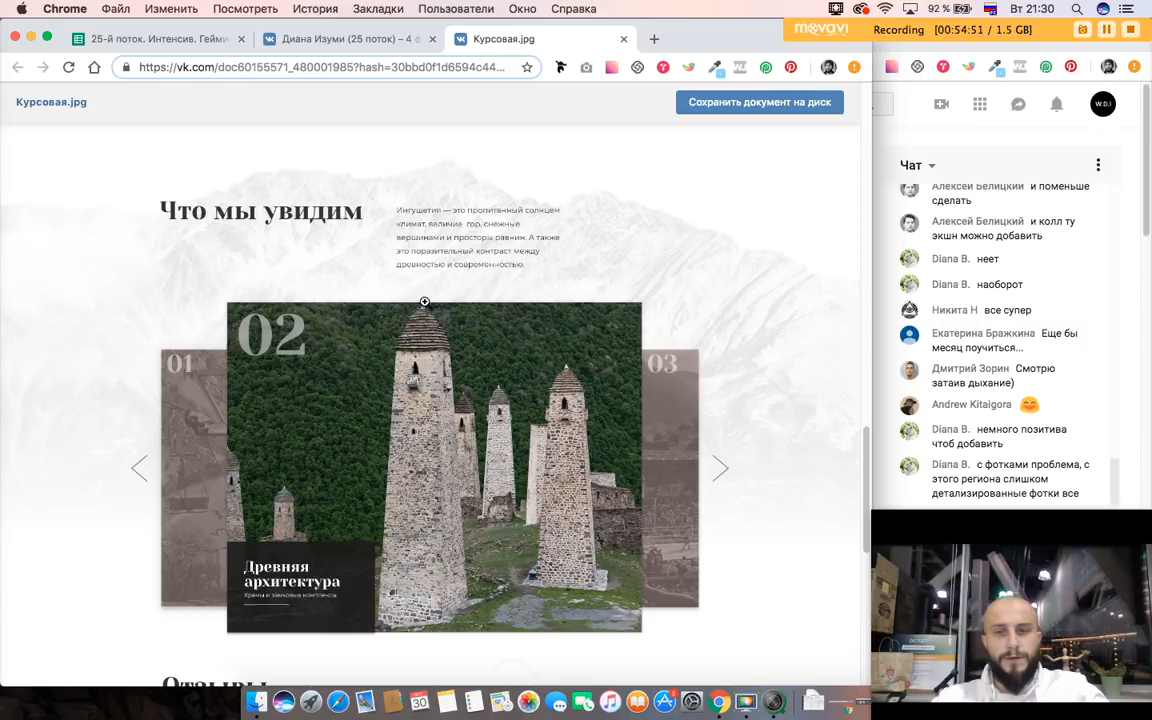 Chrome Файл Изменить Посмотреть История Закладки Пользователи Окно Справка
92 % Вт 21:30
movavi Recording [00:54:51 / 1.5 GB]
25-й поток. Интенсив. Гейми
Диана Изуми (25 поток) – 4 ф
Курсовая.jpg
https://vk.com/doc60155571_480001985?hash=30bbd0f1d6594c44...
Курсовая.jpg
Сохранить документ на диск
W.D.i
Что мы увидим
Ингушетия — это пропитанный солнцем
климат, величие гор, снежные
вершинами и просторы равнин. А также
это поразительный контраст между
древностью и современностью.
01
02
03
Древняя
архитектура
Храмы и замковые комплексы
Отзывы
Чат
Алексей Белицкий и поменьше
сделать
Алексей Белицкий и колл ту
экшн можно добавить
Diana B. неет
Diana B. наоборот
Никита Н все супер
Екатерина Бражкина Еще бы
месяц поучиться...
Дмитрий Зорин Смотрю
затаив дыхание)
Andrew Kitaigora
Diana B. немного позитива
чтоб добавить
Diana B. с фотками проблема, с
этого региона слишком
детализированные фотки все